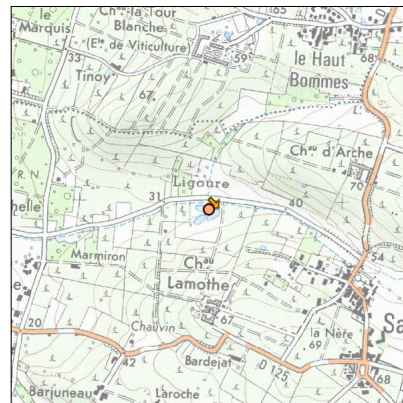 le
Marquis
Ch.au la Tour
Blanche
(Ete de Viticulture)
65
D
33
Tinoy
59
le Haut
Bommes
68
67
Ch.au d'Arche
70
R. N
Ligoure
31
40
helle
Marmiron
Ch.au
Lamothe
54
e
20
Chauvin
67
la Nère
69
Sa
42
Bardejat
D 125
Barjuneau
Laroche
68